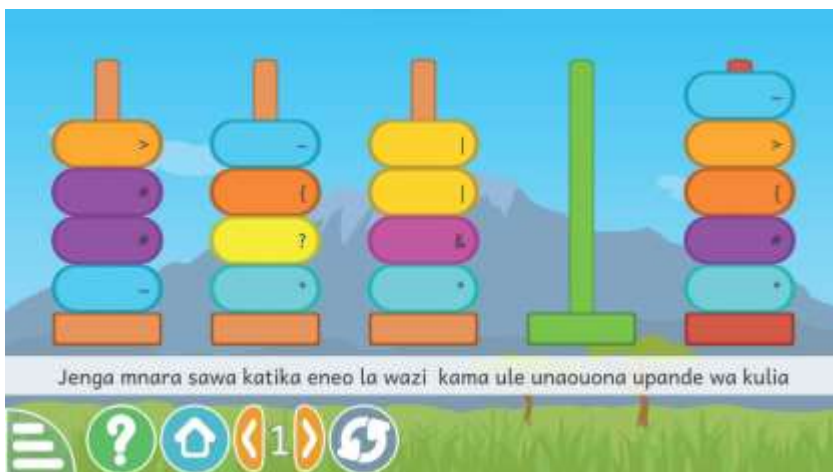 > – | –
# { | >
# ? & {
– * * #
*
Jenga mnara sawa katika eneo la wazi kama ule unaouona upande wa kulia
? 1